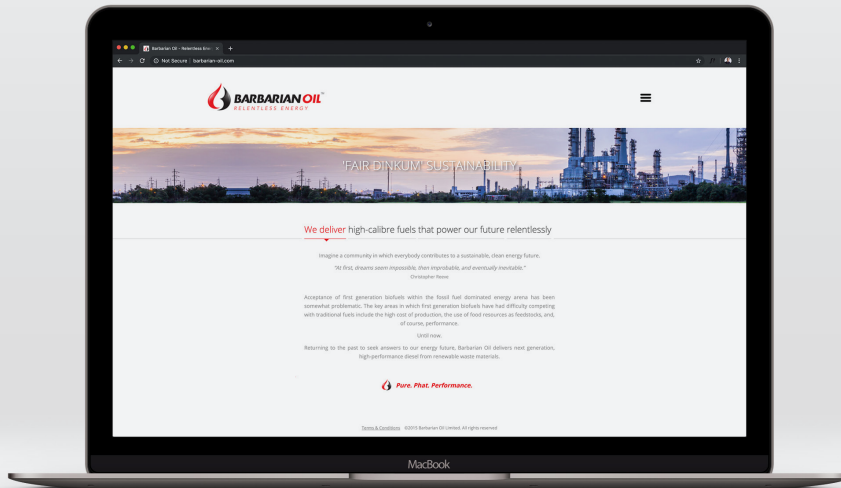 Barbarian Oil – Relentless Ener
Not Secure | barbarian-oil.com
BARBARIAN OIL™
RELENTLESS ENERGY
'FAIR DINKUM' SUSTAINABILITY
We deliver high-calibre fuels that power our future relentlessly
Imagine a community in which everybody contributes to a sustainable, clean energy future.
"At first, dreams seem impossible, then improbable, and eventually inevitable."
Christopher Reeve
Acceptance of first generation biofuels within the fossil fuel dominated energy arena has been
somewhat problematic. The key areas in which first generation biofuels have had difficulty competing
with traditional fuels include the high cost of production, the use of food resources as feedstocks, and,
of course, performance.
Until now.
Returning to the past to seek answers to our energy future, Barbarian Oil delivers next generation,
high-performance diesel from renewable waste materials.
Pure. Phat. Performance.
Terms & Conditions ©2015 Barbarian Oil Limited. All rights reserved
MacBook